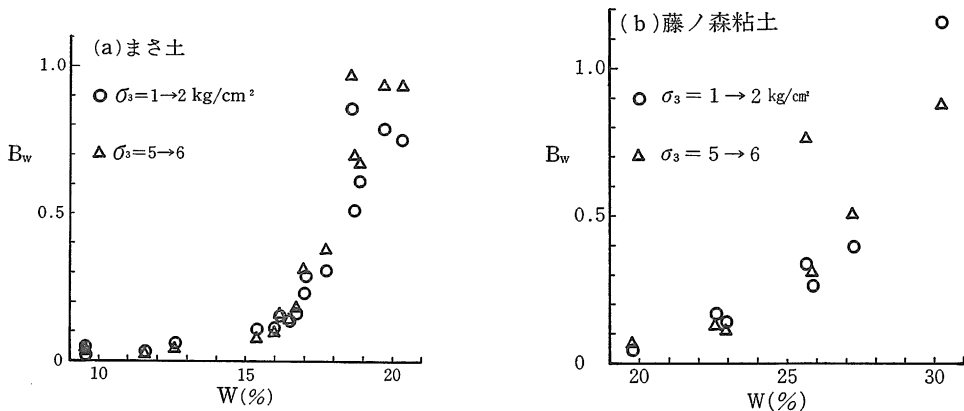 (a)まさ土
1.0
○ σ₃=1→2 kg/cm²
Bw
△ σ₃=5→6
0.5
0
10 15 20
W(%)
(b)藤ノ森粘土
1.0
○ σ₃=1→2 kg/cm²
Bw
△ σ₃=5→6
0.5
0
20 25 30
W(%)